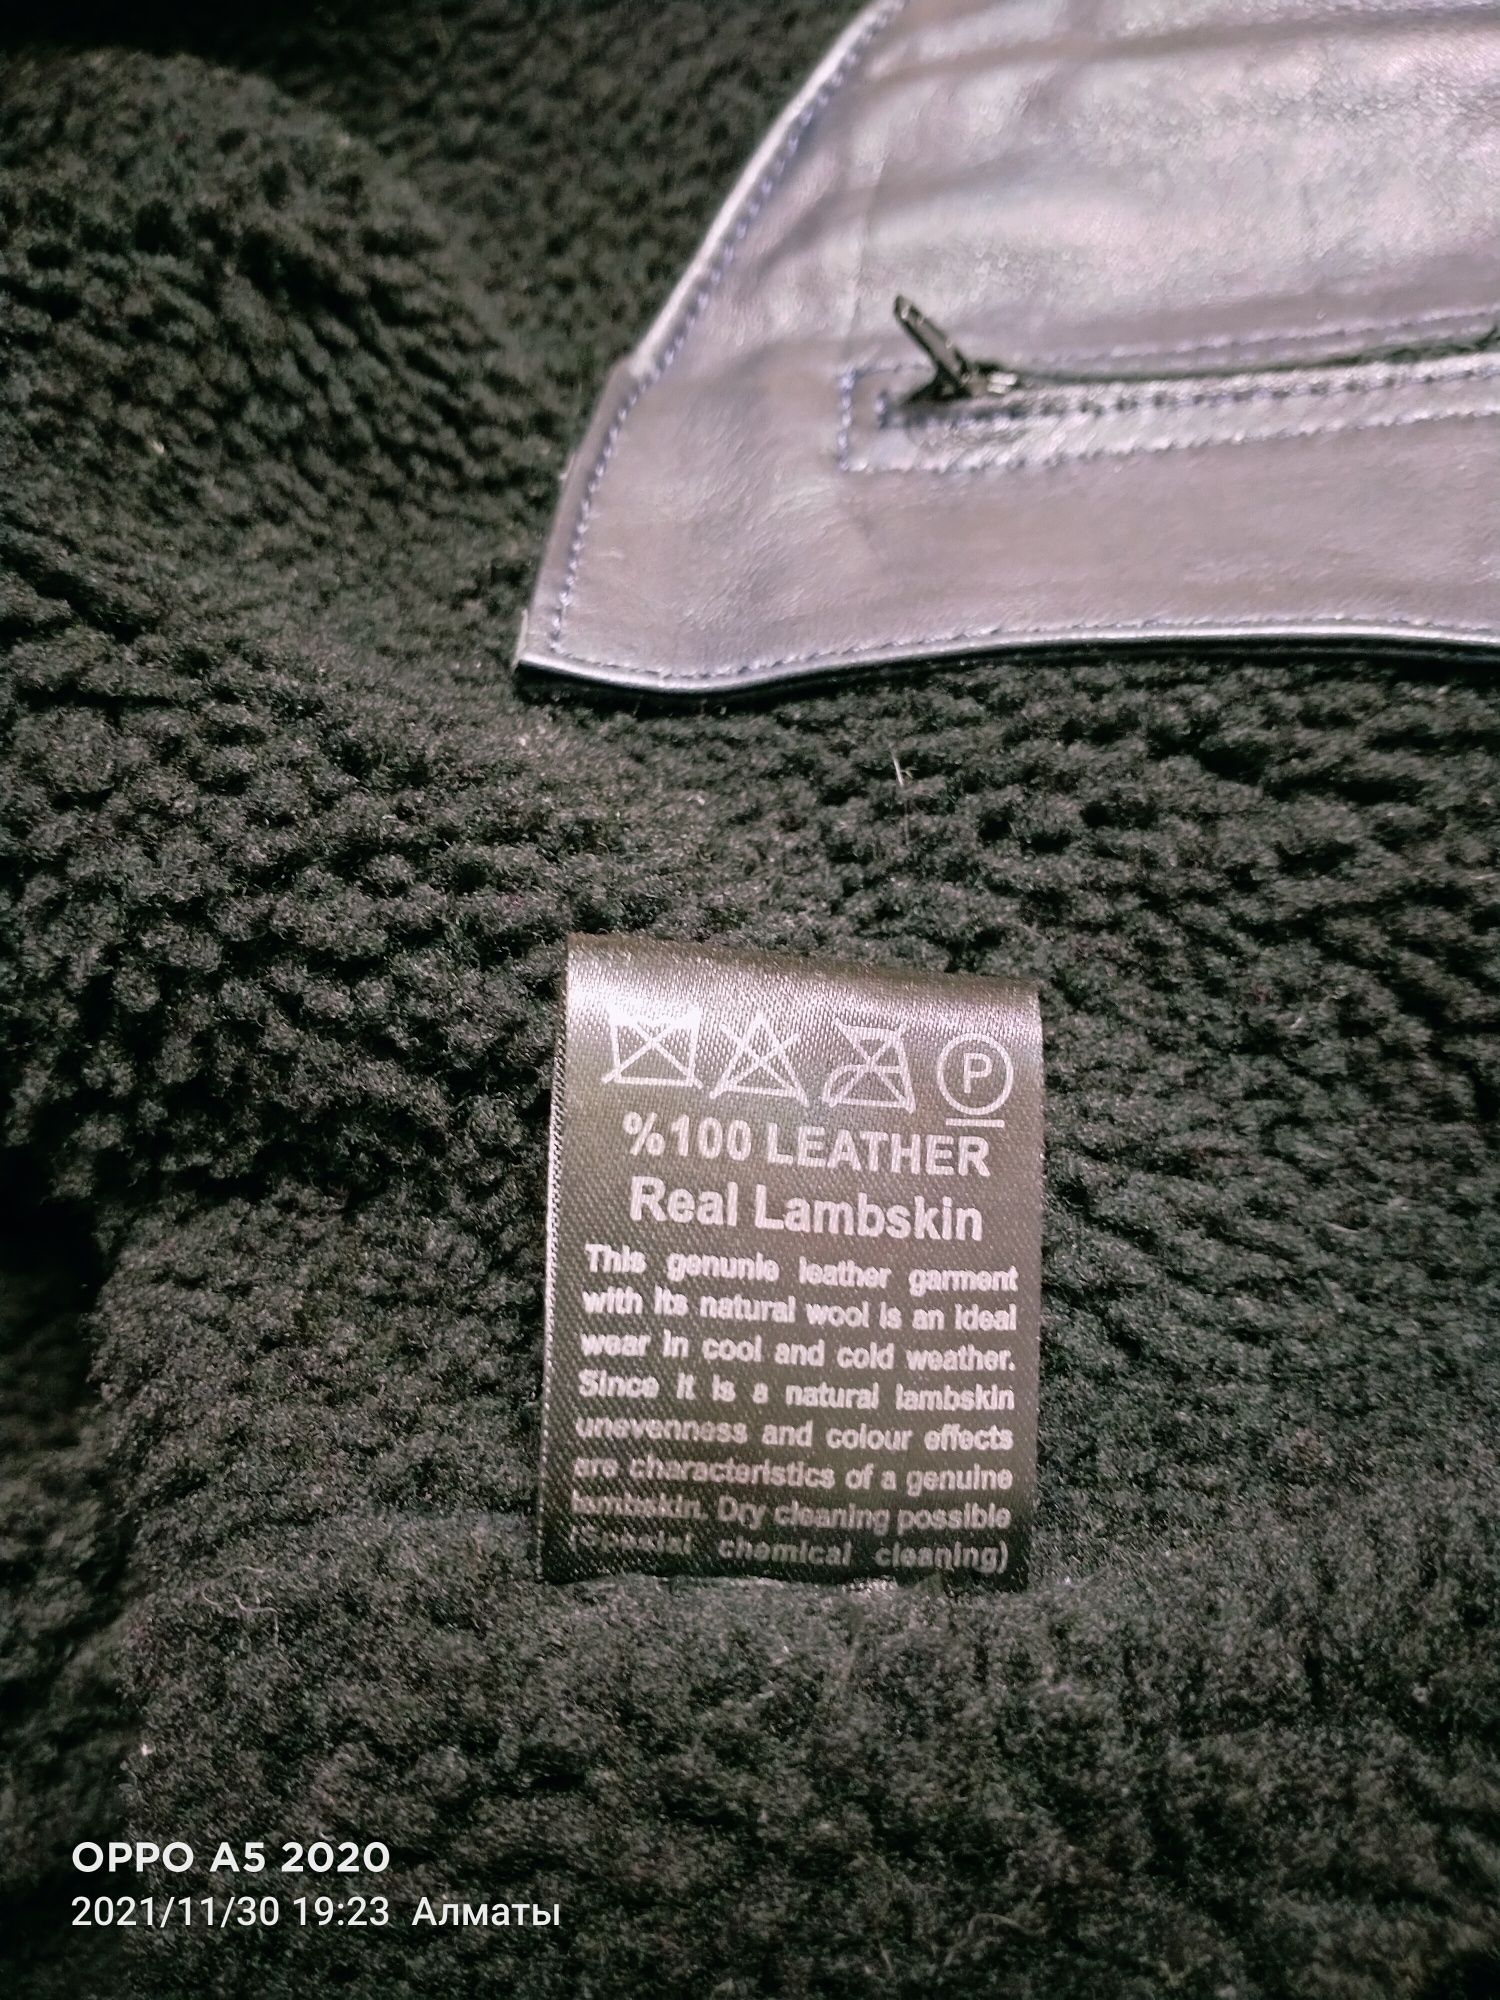 P
%100 LEATHER
Real Lambskin
This genunie leather garment
with its natural wool is an ideal
wear in cool and cold weather.
Since it is a natural lambskin
unevenness and colour effects
are characteristics of a genuine
lambskin. Dry cleaning possible
(Special chemical cleaning)
OPPO A5 2020
2021/11/30 19:23 Алматы